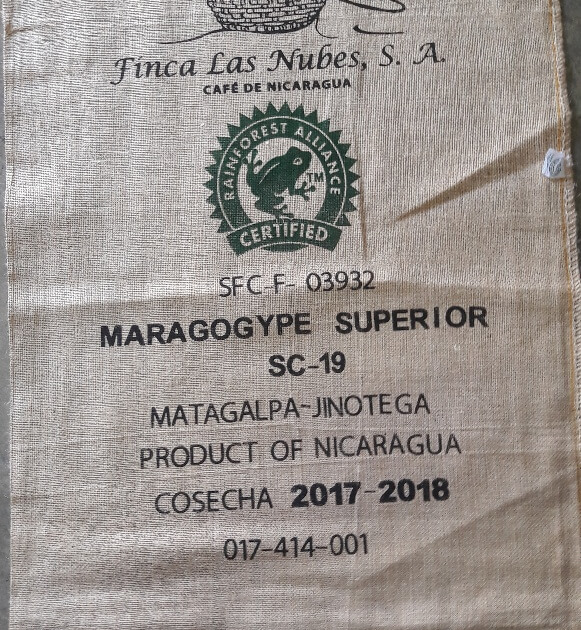 Finca Las Nubes, S. A.
CAFÉ DE NICARAGUA
RAINFOREST ALLIANCE
TM
CERTIFIED
SFC-F- 03932
MARAGOGYPE SUPERIOR
SC-19
MATAGALPA-JINOTEGA
PRODUCT OF NICARAGUA
COSECHA 2017-2018
017-414-001